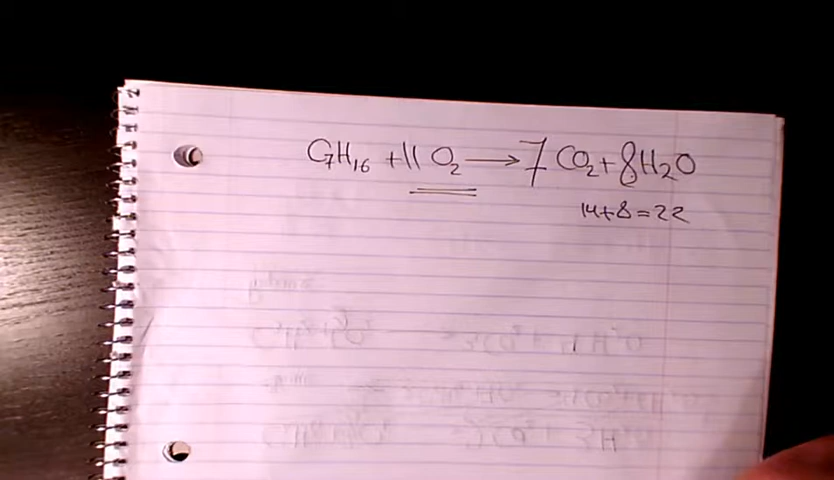 C₇H₁₆ + 11 O₂ → 7 CO₂ + 8 H₂O
14+8=22